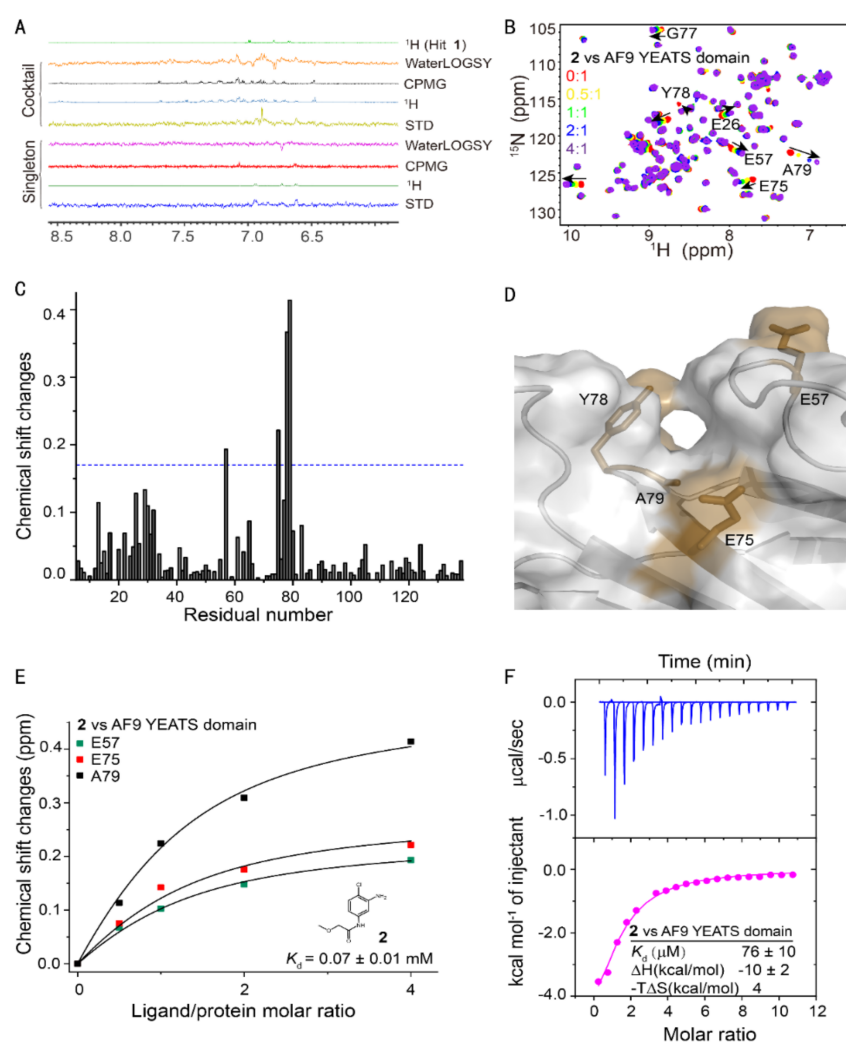 A
Cocktail
Singleton
¹H (Hit 1)
WaterLOGSY
CPMG
¹H
STD
WaterLOGSY
CPMG
¹H
STD
8.5 8.0 7.5 7.0 6.5
B
¹⁵N (ppm)
105
110
115
120
125
130
2 vs AF9 YEATS domain
0:1
0.5:1
1:1
2:1
4:1
G77
Y78
E26
E57
A79
E75
10 9 8 7
¹H (ppm)
C
Chemical shift changes
0.4
0.3
0.2
0.1
0.0
20 40 60 80 100 120
Residual number
D
Y78
E57
A79
E75
E
Chemical shift changes (ppm)
0.4
0.3
0.2
0.1
0.0
2 vs AF9 YEATS domain
E57
E75
A79
Cl
NH₂
N
H
O
O
2
Kd = 0.07 ± 0.01 mM
0 2 4
Ligand/protein molar ratio
F
Time (min)
µcal/sec
0.0
-0.5
-1.0
kcal mol⁻¹ of injectant
0.0
-2.0
-4.0
2 vs AF9 YEATS domain
Kd (µM) 76 ± 10
ΔH(kcal/mol) -10 ± 2
-TΔS(kcal/mol) 4
0 2 4 6 8 10 12
Molar ratio